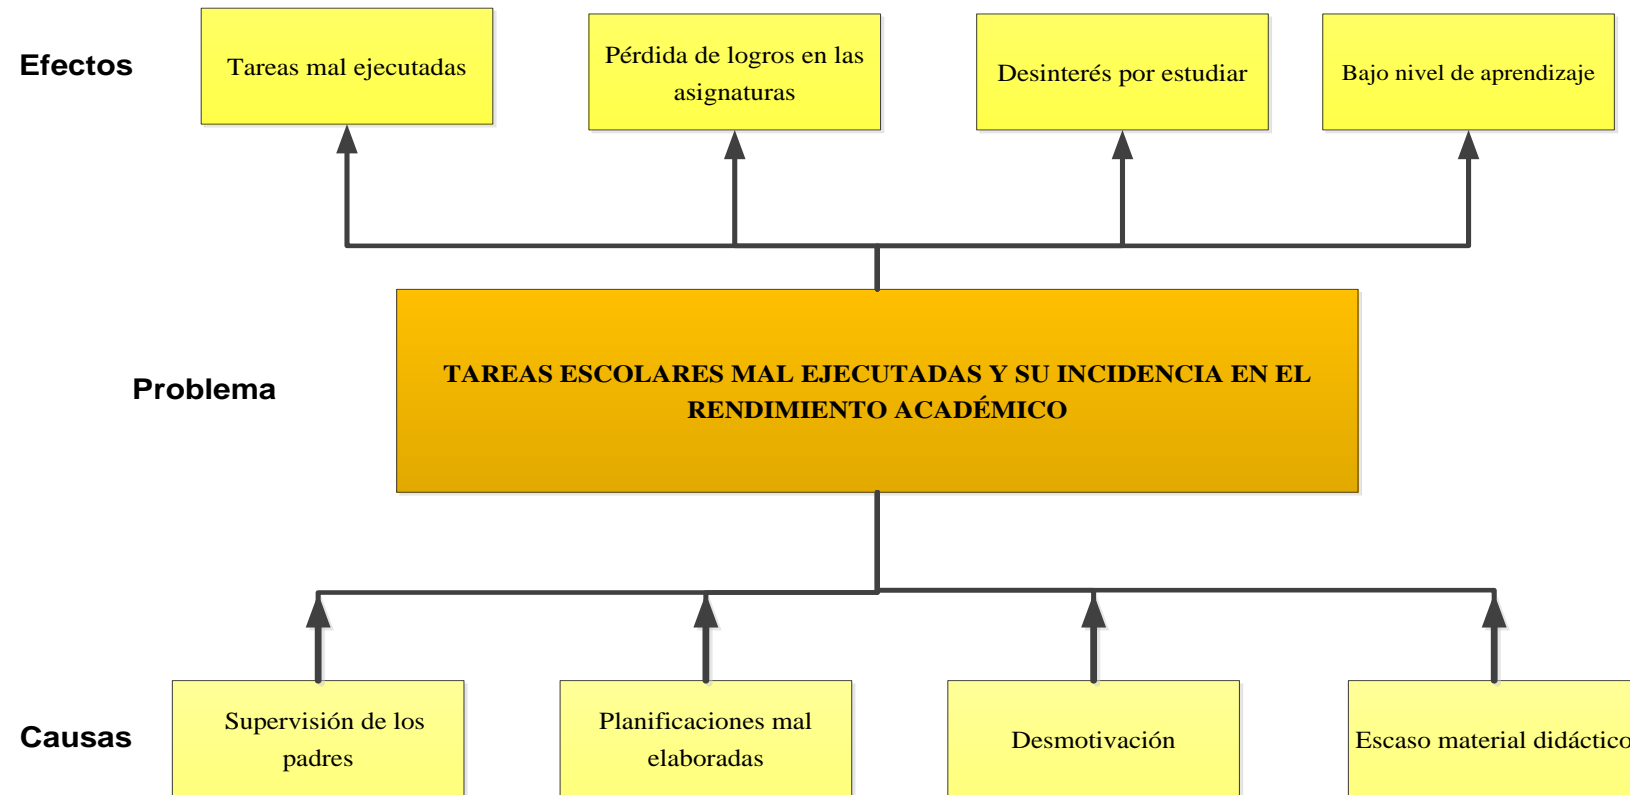 Efectos
Tareas mal ejecutadas
Pérdida de logros en las
asignaturas
Desinterés por estudiar
Bajo nivel de aprendizaje
Problema
TAREAS ESCOLARES MAL EJECUTADAS Y SU INCIDENCIA EN EL
RENDIMIENTO ACADÉMICO
Causas
Supervisión de los
padres
Planificaciones mal
elaboradas
Desmotivación
Escaso material didáctico